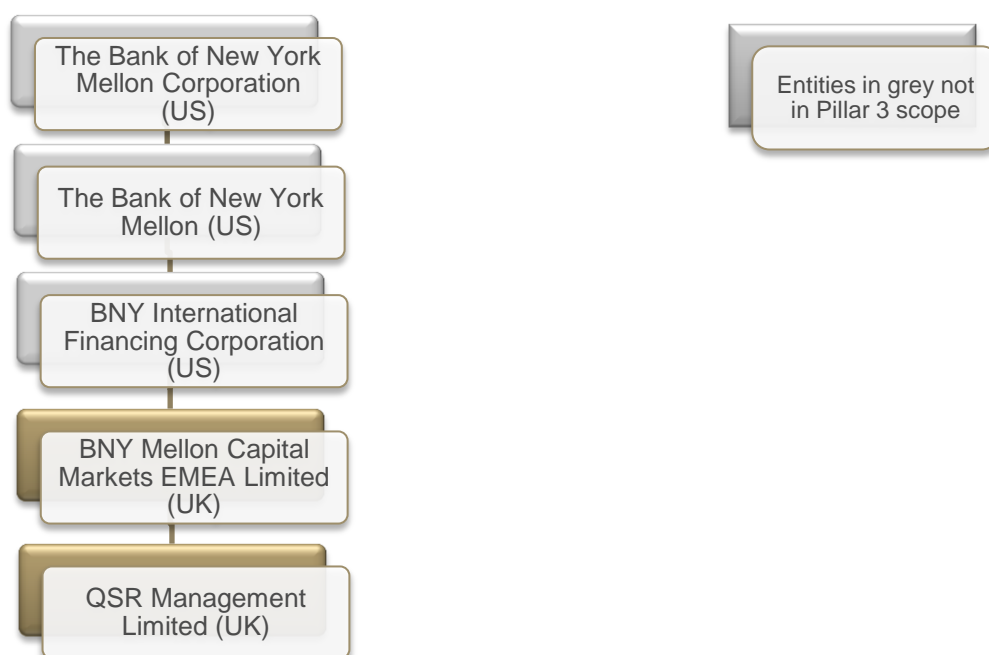 The Bank of New York
Mellon Corporation
(US)
Entities in grey not
in Pillar 3 scope
The Bank of New York
Mellon (US)
BNY International
Financing Corporation
(US)
BNY Mellon Capital
Markets EMEA Limited
(UK)
QSR Management
Limited (UK)